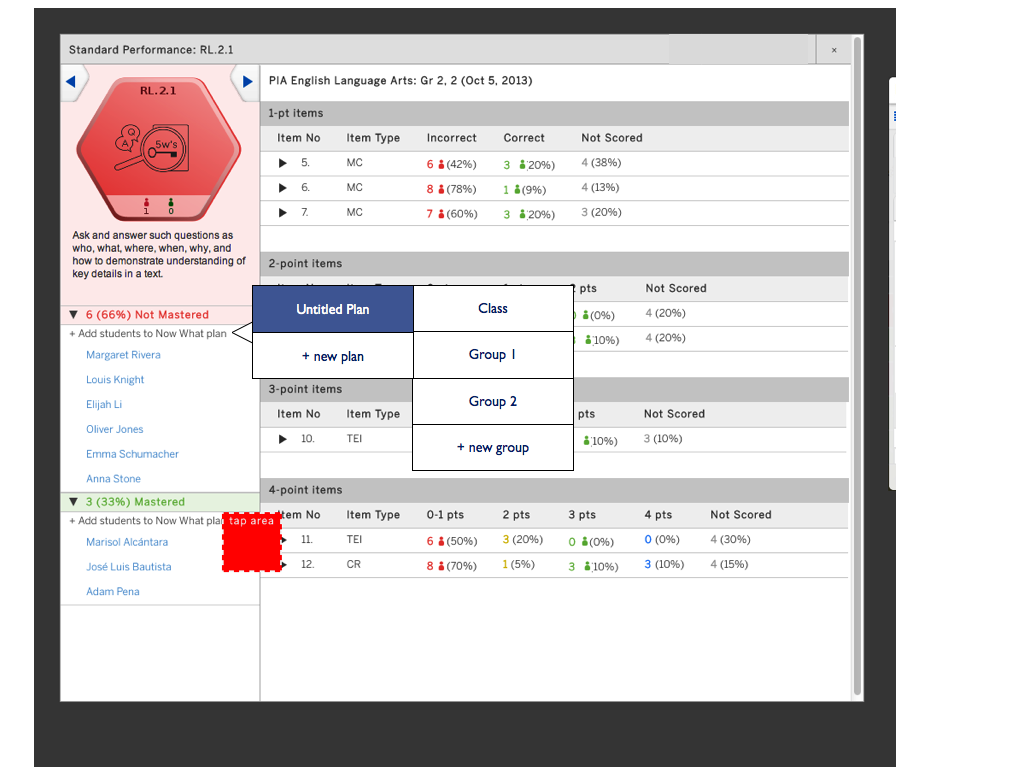 Standard Performance: RL.2.1
×
RL.2.1
Q
A
5w's
1 0
Ask and answer such questions as
who, what, where, when, why, and
how to demonstrate understanding of
key details in a text.
6 (66%) Not Mastered
+ Add students to Now What plan
Margaret Rivera
Louis Knight
Elijah Li
Oliver Jones
Emma Schumacher
Anna Stone
3 (33%) Mastered
+ Add students to Now What pla
tap area
Marisol Alcántara
José Luis Bautista
Adam Pena
PIA English Language Arts: Gr 2, 2 (Oct 5, 2013)
1-pt items
Item No Item Type Incorrect Correct Not Scored
5. MC 6 (42%) 3 20%) 4 (38%)
6. MC 8 (78%) 1 (9%) 4 (13%)
7. MC 7 (60%) 3 20%) 3 (20%)
2-point items
pts Not Scored
(0%) 4 (20%)
10%) 4 (20%)
Untitled Plan
+ new plan
Class
Group 1
Group 2
+ new group
3-point items
Item No Item Type pts Not Scored
10. TEI 10%) 3 (10%)
4-point items
Item No Item Type 0-1 pts 2 pts 3 pts 4 pts Not Scored
11. TEI 6 (50%) 3 (20%) 0 (0%) 0 (0%) 4 (30%)
12. CR 8 (70%) 1 (5%) 3 10%) 3 (10%) 4 (15%)